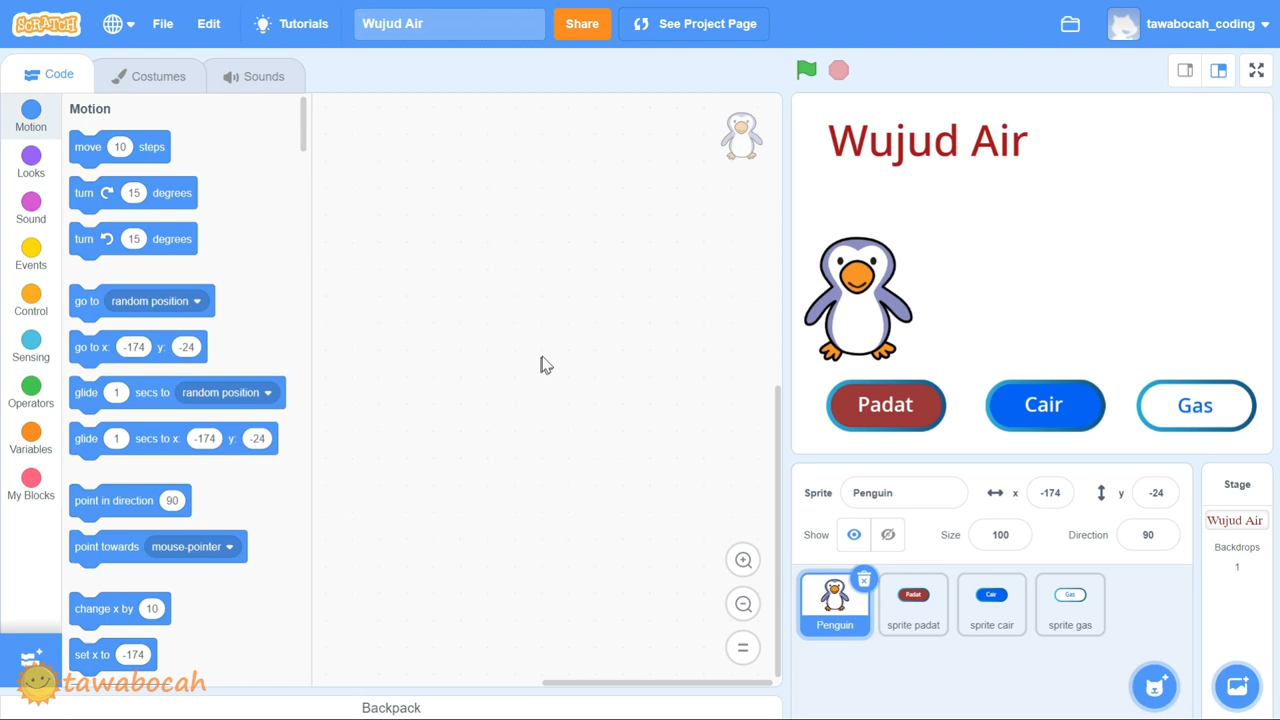 SCRATCH File Edit Tutorials Wujud Air Share See Project Page tawabocah_coding
Code Costumes Sounds
Motion
Looks
Sound
Events
Control
Sensing
Operators
Variables
My Blocks
Motion
move 10 steps
turn 15 degrees
turn 15 degrees
go to random position
go to x: -174 y: -24
glide 1 secs to random position
glide 1 secs to x: -174 y: -24
point in direction 90
point towards mouse-pointer
change x by 10
set x to -174
tawabocah
Backpack
Wujud Air
Padat Cair Gas
Sprite Penguin x -174 y -24
Show Size 100 Direction 90
Padat Cair Gas
Penguin sprite padat sprite cair sprite gas
Stage
Wujud Air
Backdrops
1